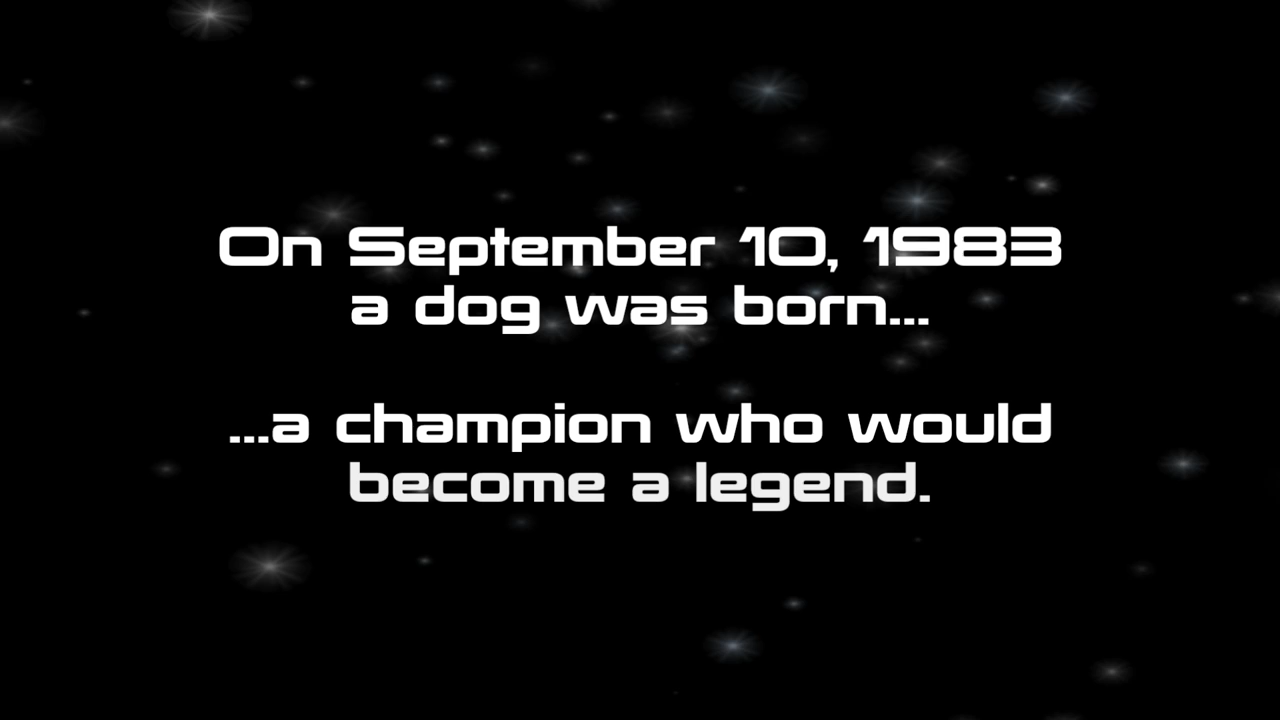 On September 10, 1983
a dog was born...
...a champion who would
become a legend.